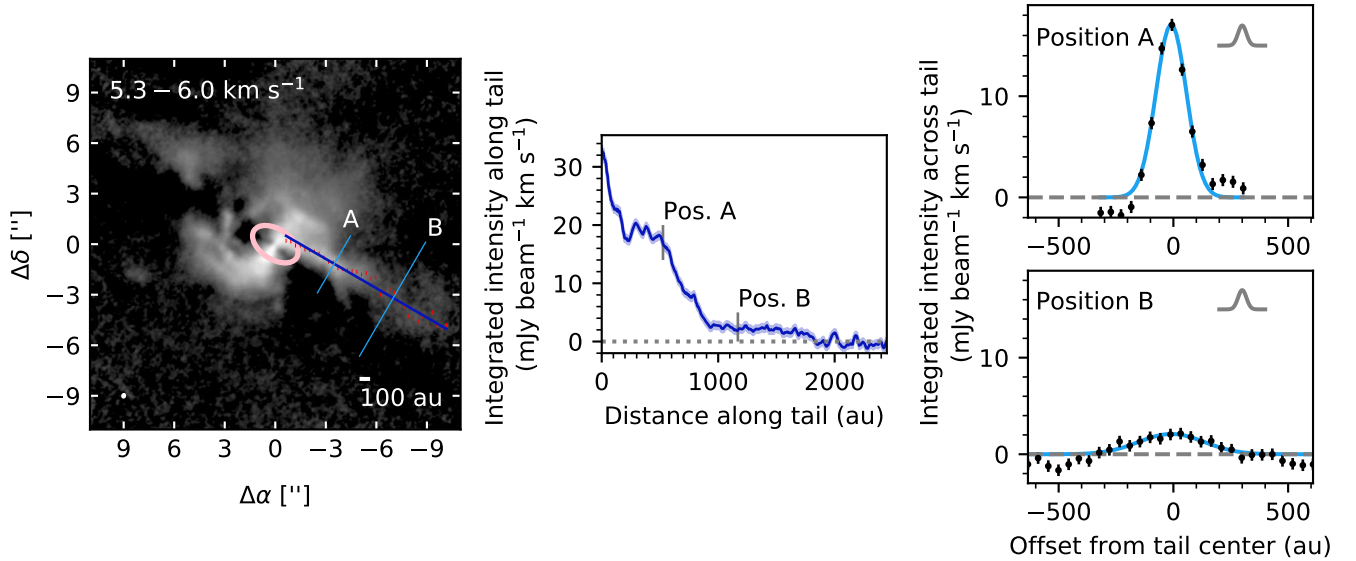 5.3 − 6.0 km s⁻¹
A
B
100 au
9
6
3
0
−3
−6
−9
Δδ ['']
9 6 3 0 −3 −6 −9
Δα ['']
Integrated intensity along tail
(mJy beam⁻¹ km s⁻¹)
30
20
10
0
Pos. A
Pos. B
0 1000 2000
Distance along tail (au)
Integrated intensity across tail
(mJy beam⁻¹ km s⁻¹)
Position A
10
0
−500 0 500
Position B
10
0
−500 0 500
Offset from tail center (au)